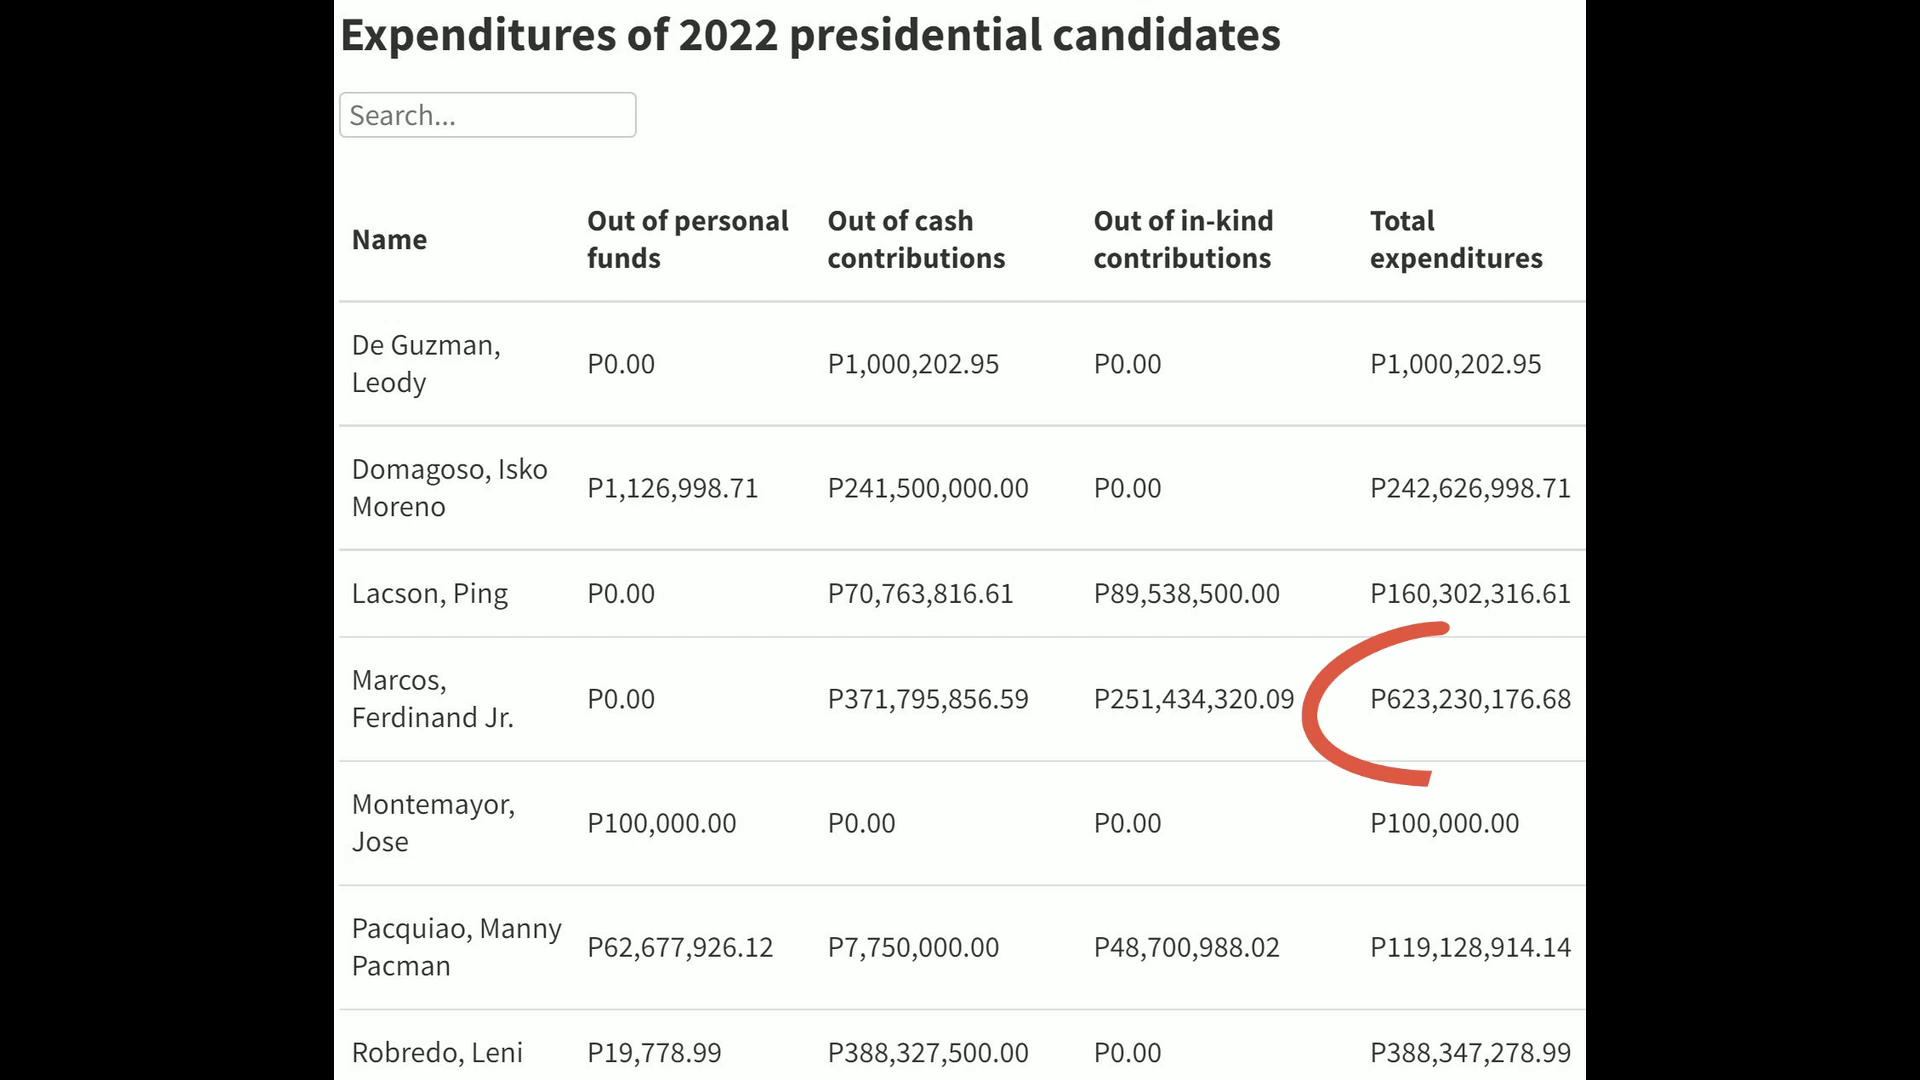 Expenditures of 2022 presidential candidates
Search...
Name
Out of personal
funds
Out of cash
contributions
Out of in-kind
contributions
Total
expenditures
De Guzman,
Leody
P0.00
P1,000,202.95
P0.00
P1,000,202.95
Domagoso, Isko
Moreno
P1,126,998.71
P241,500,000.00
P0.00
P242,626,998.71
Lacson, Ping
P0.00
P70,763,816.61
P89,538,500.00
P160,302,316.61
Marcos,
Ferdinand Jr.
P0.00
P371,795,856.59
P251,434,320.09
P623,230,176.68
Montemayor,
Jose
P100,000.00
P0.00
P0.00
P100,000.00
Pacquiao, Manny
Pacman
P62,677,926.12
P7,750,000.00
P48,700,988.02
P119,128,914.14
Robredo, Leni
P19,778.99
P388,327,500.00
P0.00
P388,347,278.99